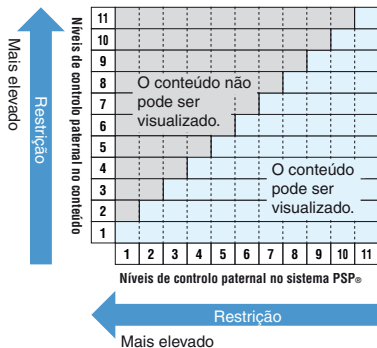 Mais elevado
Restrição
Níveis de controlo paternal no conteúdo
11
10
9
8
7
6
5
4
3
2
1
O conteúdo não
pode ser
visualizado.
O conteúdo
pode ser
visualizado.
1 2 3 4 5 6 7 8 9 10 11
Níveis de controlo paternal no sistema PSP®
Restrição
Mais elevado